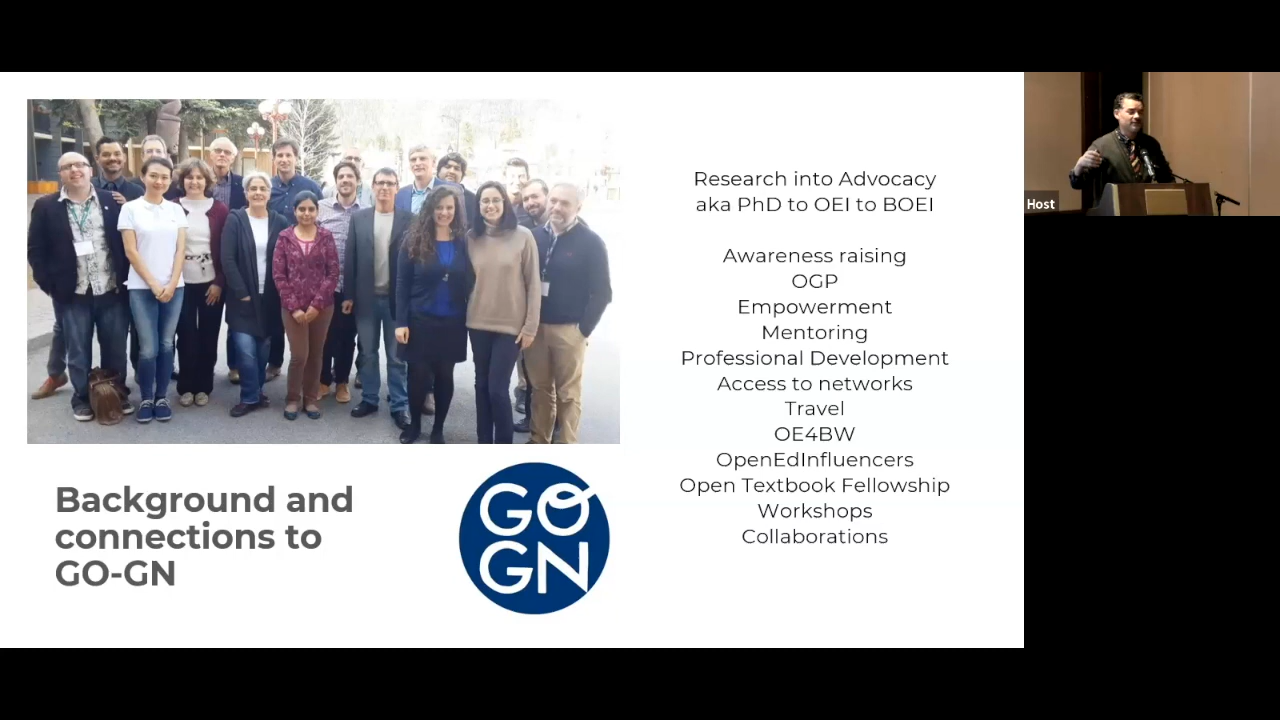 Research into Advocacy
aka PhD to OEI to BOEI
Awareness raising
OGP
Empowerment
Mentoring
Professional Development
Access to networks
Travel
OE4BW
OpenEdInfluencers
Open Textbook Fellowship
Workshops
Collaborations
Background and
connections to
GO-GN
GO
GN
Host